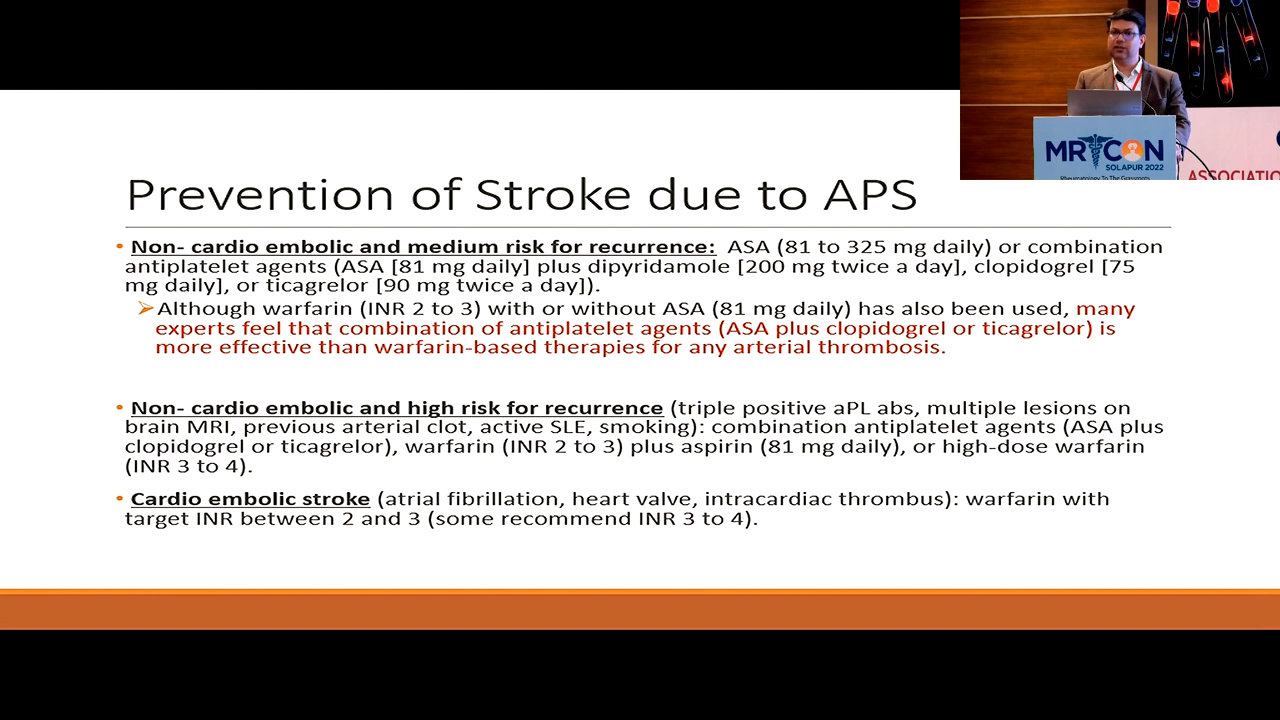 MRICON
SOLAPUR 2022
Rheumatology To The Grassroots
ASSOCIATIO
Prevention of Stroke due to APS
• Non- cardio embolic and medium risk for recurrence: ASA (81 to 325 mg daily) or combination
antiplatelet agents (ASA [81 mg daily] plus dipyridamole [200 mg twice a day], clopidogrel [75
mg daily], or ticagrelor [90 mg twice a day]).
➢Although warfarin (INR 2 to 3) with or without ASA (81 mg daily) has also been used, many
experts feel that combination of antiplatelet agents (ASA plus clopidogrel or ticagrelor) is
more effective than warfarin-based therapies for any arterial thrombosis.
• Non- cardio embolic and high risk for recurrence (triple positive aPL abs, multiple lesions on
brain MRI, previous arterial clot, active SLE, smoking): combination antiplatelet agents (ASA plus
clopidogrel or ticagrelor), warfarin (INR 2 to 3) plus aspirin (81 mg daily), or high-dose warfarin
(INR 3 to 4).
• Cardio embolic stroke (atrial fibrillation, heart valve, intracardiac thrombus): warfarin with
target INR between 2 and 3 (some recommend INR 3 to 4).